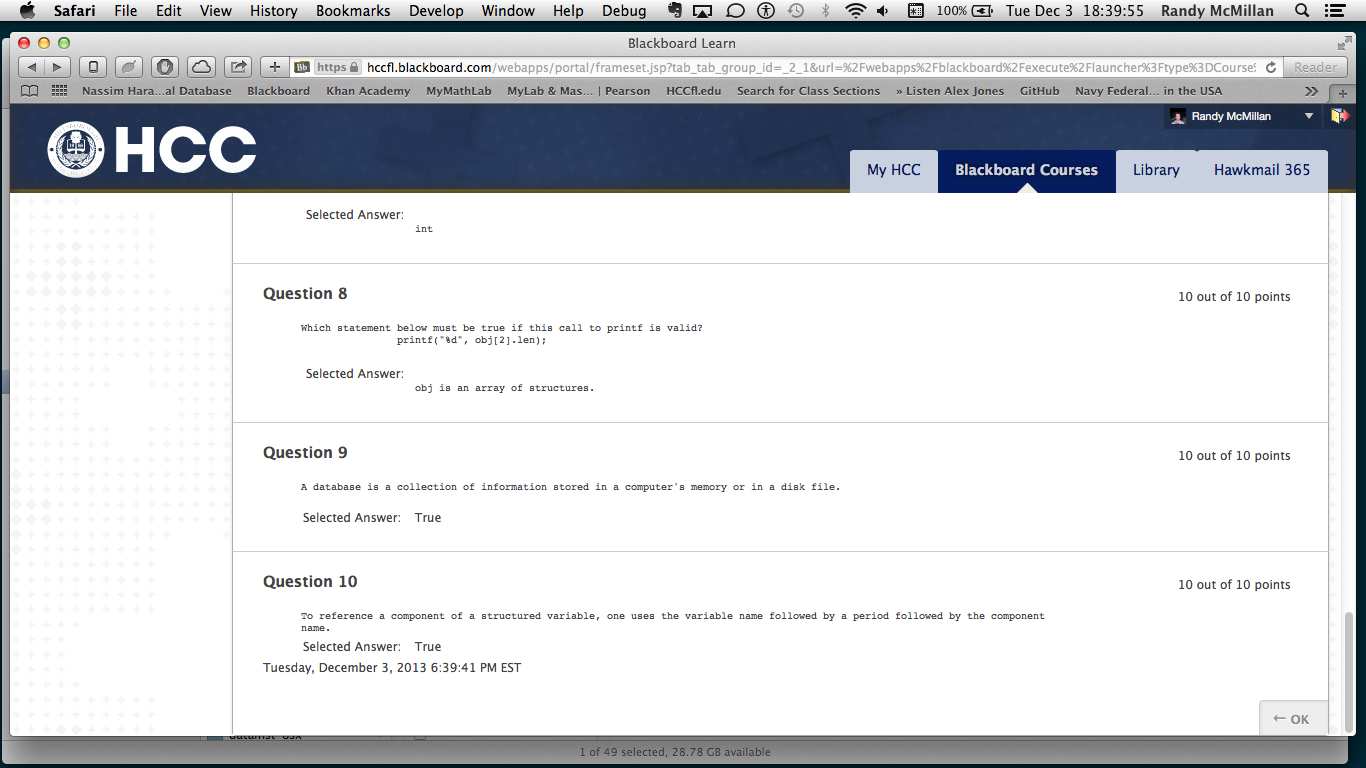 Safari File Edit View History Bookmarks Develop Window Help Debug 100% Tue Dec 3 18:39:55 Randy McMillan
Blackboard Learn
Bb https hccfl.blackboard.com/webapps/portal/frameset.jsp?tab_tab_group_id=_2_1&url=%2Fwebapps%2Fblackboard%2Fexecute%2Flauncher%3Ftype%3DCourse Reader
Nassim Hara...al Database Blackboard Khan Academy MyMathLab MyLab & Mas... | Pearson HCCfl.edu Search for Class Sections » Listen Alex Jones GitHub Navy Federal... in the USA >> +
Randy McMillan
HCC
My HCC Blackboard Courses Library Hawkmail 365
Selected Answer:
int
Question 8
10 out of 10 points
Which statement below must be true if this call to printf is valid?
printf("%d", obj[2].len);
Selected Answer:
obj is an array of structures.
Question 9
10 out of 10 points
A database is a collection of information stored in a computer's memory or in a disk file.
Selected Answer: True
Question 10
10 out of 10 points
To reference a component of a structured variable, one uses the variable name followed by a period followed by the component
name.
Selected Answer: True
Tuesday, December 3, 2013 6:39:41 PM EST
← OK
1 of 49 selected, 28.78 GB available